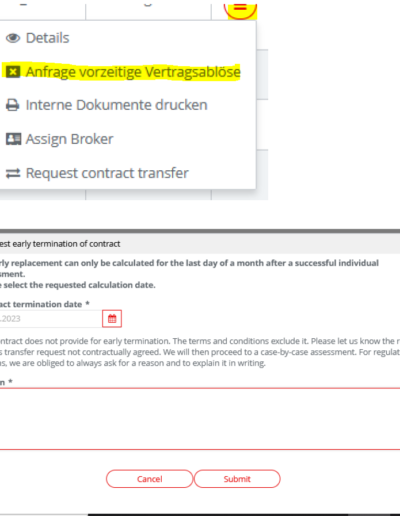 Details
Anfrage vorzeitige Vertragsablöse
Interne Dokumente drucken
Assign Broker
Request contract transfer
est early termination of contract
rly replacement can only be calculated for the last day of a month after a successful individual
sment.
e select the requested calculation date.
act termination date *
.2023
ntract does not provide for early termination. The terms and conditions exclude it. Please let us know the r
s transfer request not contractually agreed. We will then proceed to a case-by-case assessment. For regulat
ns, we are obliged to always ask for a reason and to explain it in writing.
n *
Cancel Submit